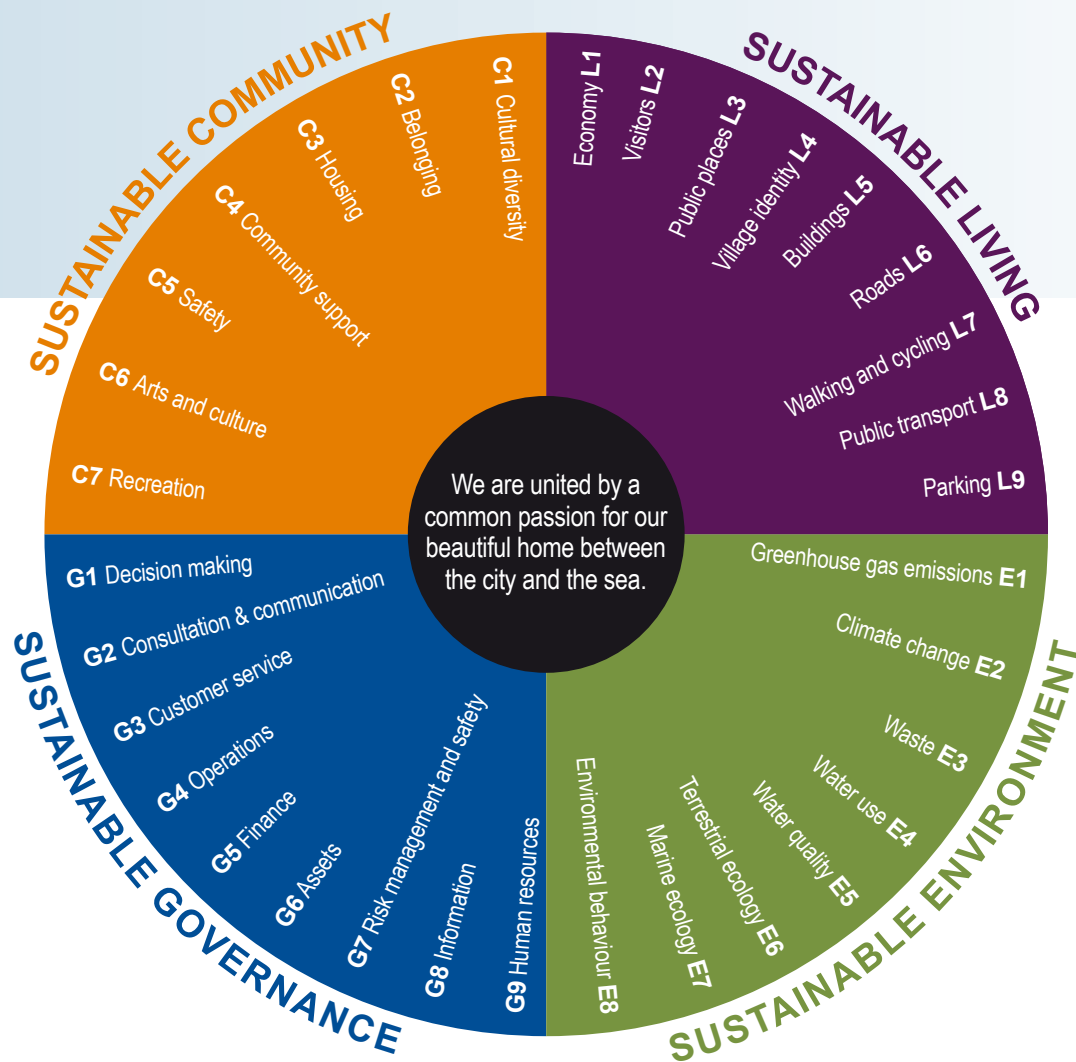 SUSTAINABLE COMMUNITY
C1 Cultural diversity
C2 Belonging
C3 Housing
C4 Community support
C5 Safety
C6 Arts and culture
C7 Recreation
SUSTAINABLE LIVING
Economy L1
Visitors L2
Public places L3
Village identity L4
Buildings L5
Roads L6
Walking and cycling L7
Public transport L8
Parking L9
We are united by a
common passion for our
beautiful home between
the city and the sea.
SUSTAINABLE GOVERNANCE
G1 Decision making
G2 Consultation & communication
G3 Customer service
G4 Operations
G5 Finance
G6 Assets
G7 Risk management and safety
G8 Information
G9 Human resources
SUSTAINABLE ENVIRONMENT
Greenhouse gas emissions E1
Climate change E2
Waste E3
Water use E4
Water quality E5
Terrestrial ecology E6
Marine ecology E7
Environmental behaviour E8